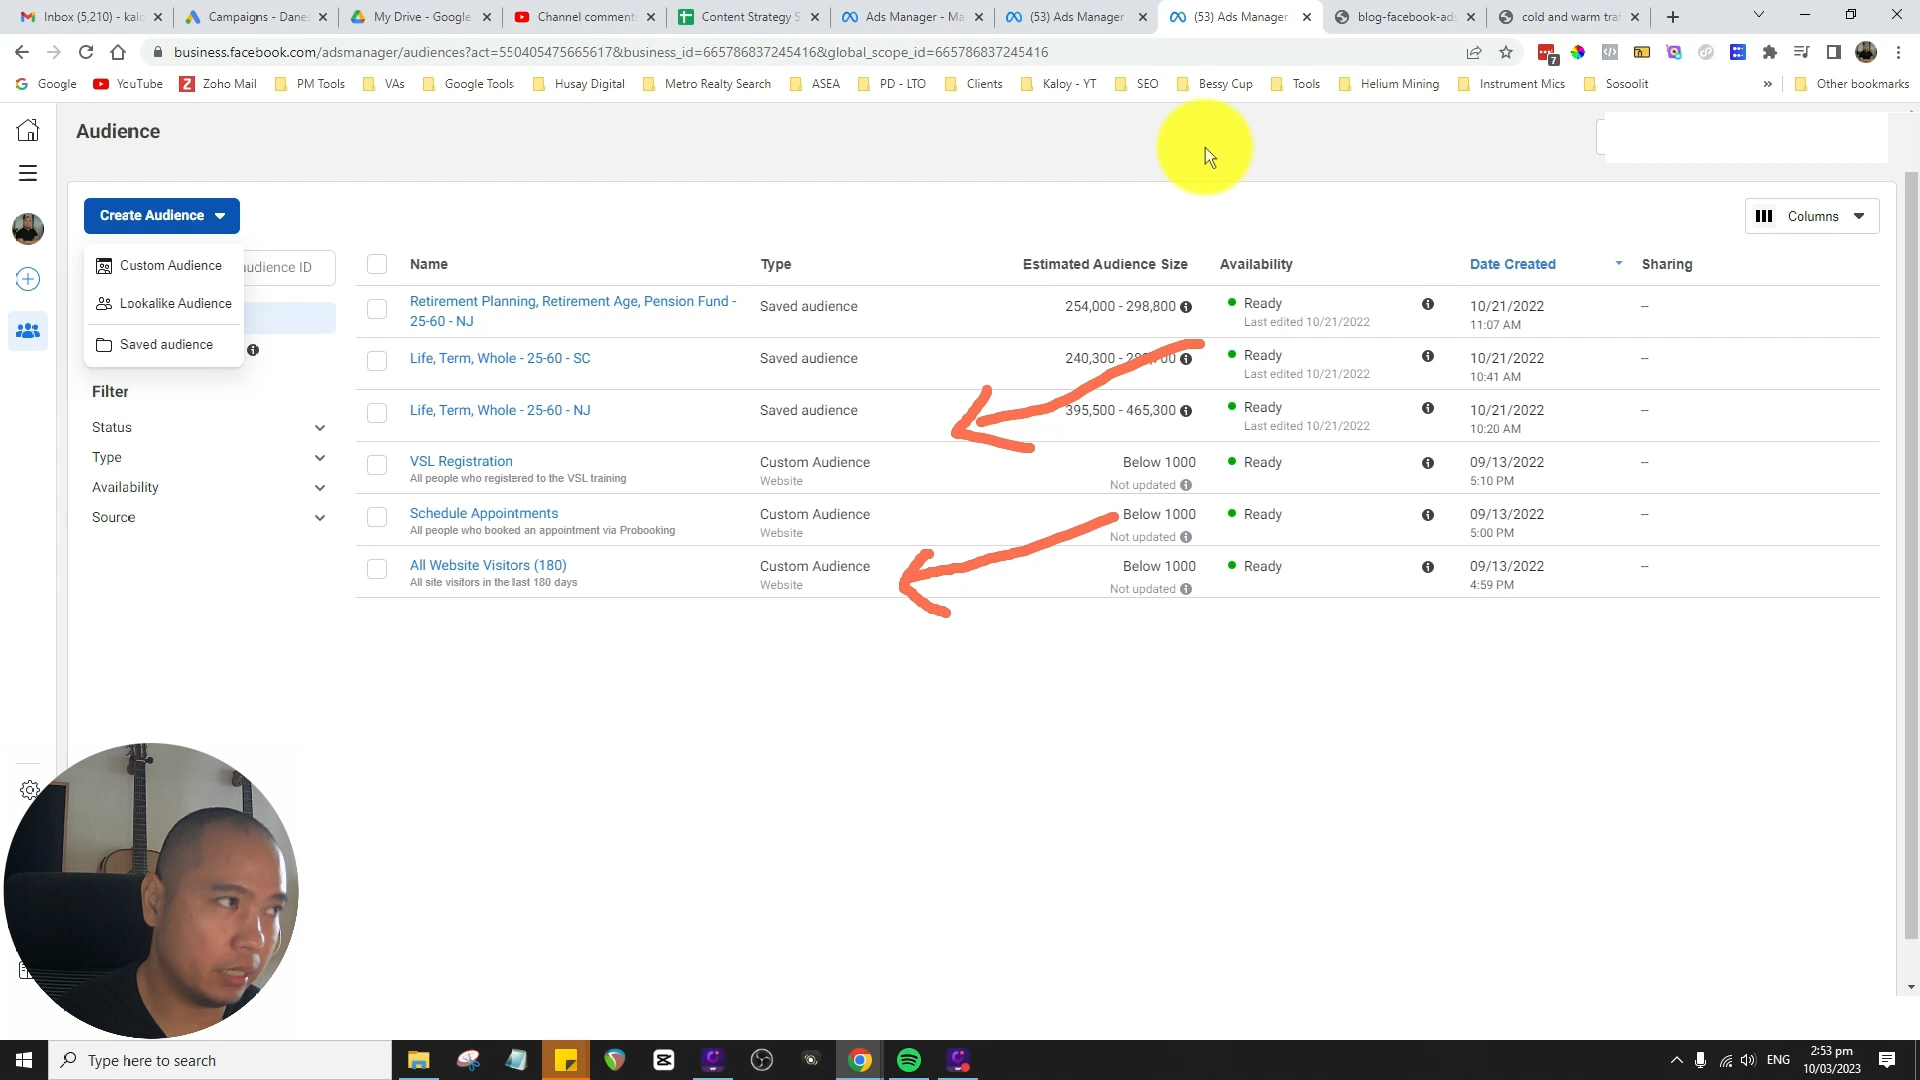 Inbox (5,210) - kalo
Campaigns - Danes
My Drive - Google
Channel comments
Content Strategy S
Ads Manager - Ma
(53) Ads Manager
(53) Ads Manager
blog-facebook-ads
cold and warm traf
business.facebook.com/adsmanager/audiences?act=550405475665617&business_id=665786837245416&global_scope_id=665786837245416
7
Google
YouTube
Zoho Mail
PM Tools
VAs
Google Tools
Husay Digital
Metro Realty Search
ASEA
PD - LTO
Clients
Kaloy - YT
SEO
Bessy Cup
Tools
Helium Mining
Instrument Mics
Sosoolit
»
Other bookmarks
Audience
Create Audience
Columns
Custom Audience
Lookalike Audience
Saved audience
audience ID
Filter
Status
Type
Availability
Source
Name Type Estimated Audience Size Availability Date Created Sharing
Retirement Planning, Retirement Age, Pension Fund - Saved audience 254,000 - 298,800 Ready 10/21/2022 --
25-60 - NJ Last edited 10/21/2022 11:07 AM
Life, Term, Whole - 25-60 - SC Saved audience 240,300 - Ready 10/21/2022 --
Last edited 10/21/2022 10:41 AM
Life, Term, Whole - 25-60 - NJ Saved audience 395,500 - 465,300 Ready 10/21/2022 --
Last edited 10/21/2022 10:20 AM
VSL Registration Custom Audience Below 1000 Ready 09/13/2022 --
All people who registered to the VSL training Website Not updated 5:10 PM
Schedule Appointments Custom Audience Below 1000 Ready 09/13/2022 --
All people who booked an appointment via Probooking Website Not updated 5:00 PM
All Website Visitors (180) Custom Audience Below 1000 Ready 09/13/2022 --
All site visitors in the last 180 days Website Not updated 4:59 PM
Type here to search
ENG
2:53 pm
10/03/2023